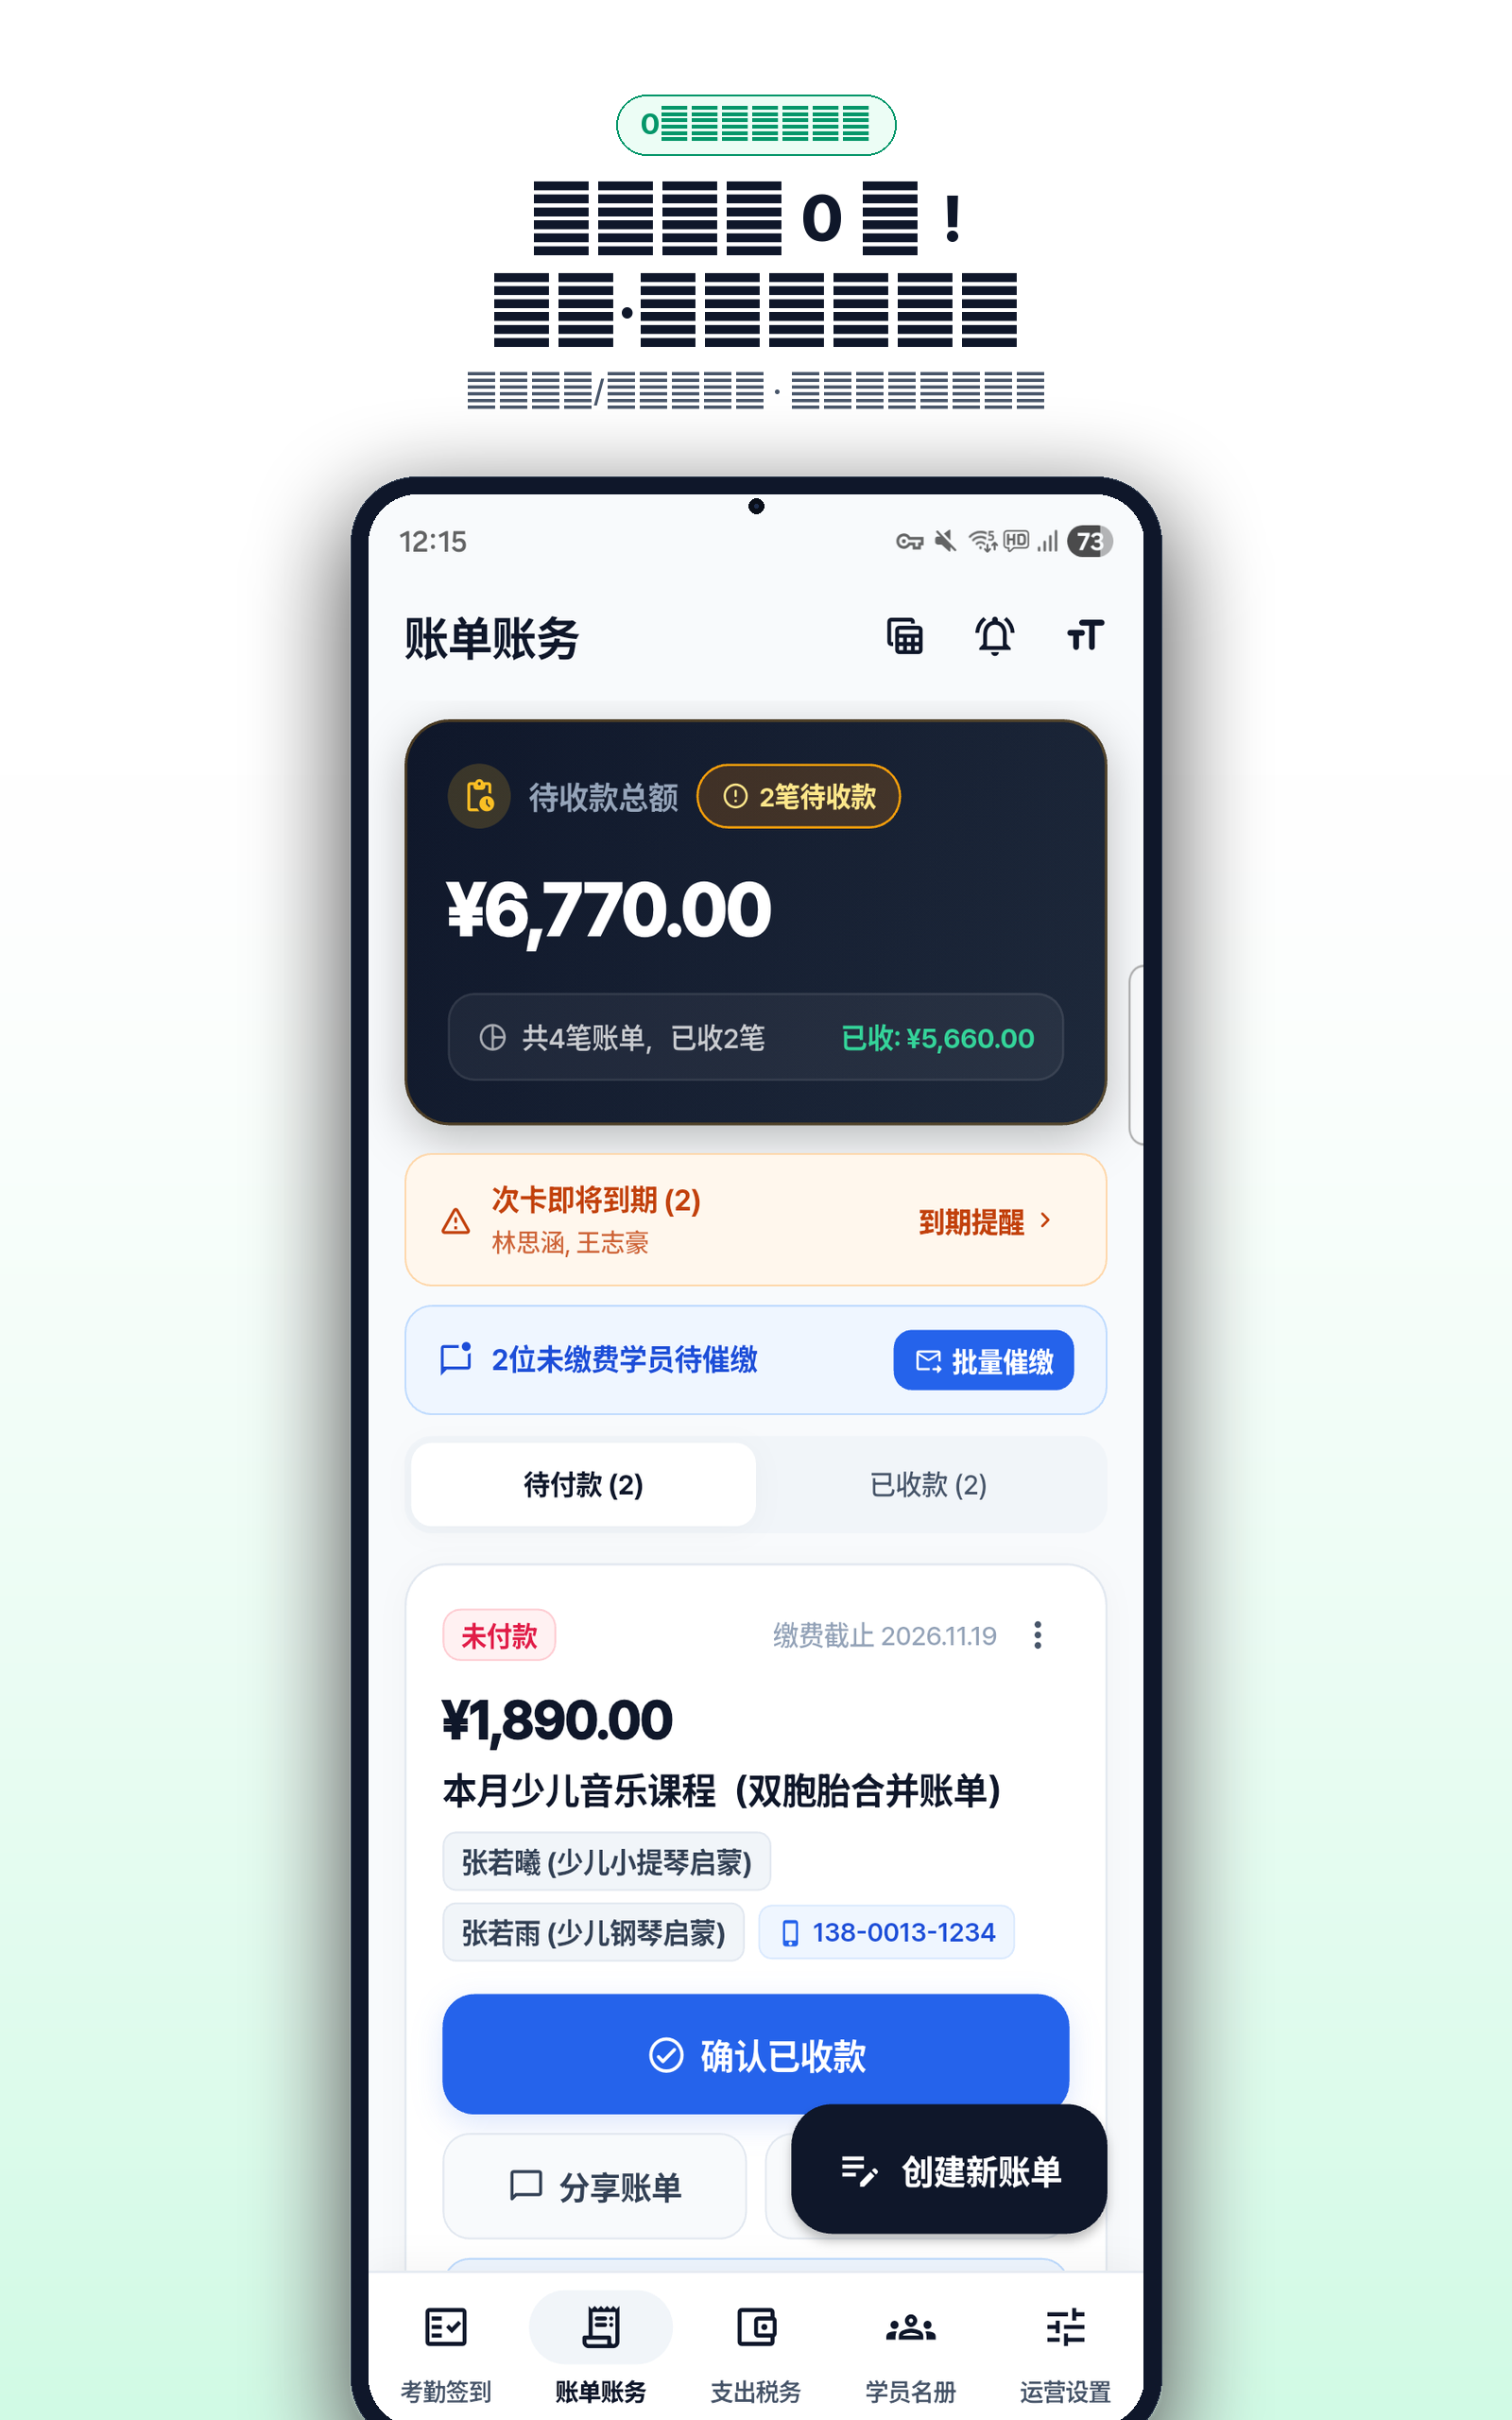 0
0 !
·
/ ·
12:15 5 HD 73
账单账务 TT
待收款总额 2笔待收款
¥6,770.00
共4笔账单，已收2笔 已收: ¥5,660.00
次卡即将到期 (2)
林思涵, 王志豪
到期提醒
2位未缴费学员待催缴 批量催缴
待付款 (2) 已收款 (2)
未付款 缴费截止 2026.11.19
¥1,890.00
本月少儿音乐课程（双胞胎合并账单）
张若曦 (少儿小提琴启蒙)
张若雨 (少儿钢琴启蒙) 138-0013-1234
确认已收款
分享账单 创建新账单
考勤签到 账单账务 支出税务 学员名册 运营设置